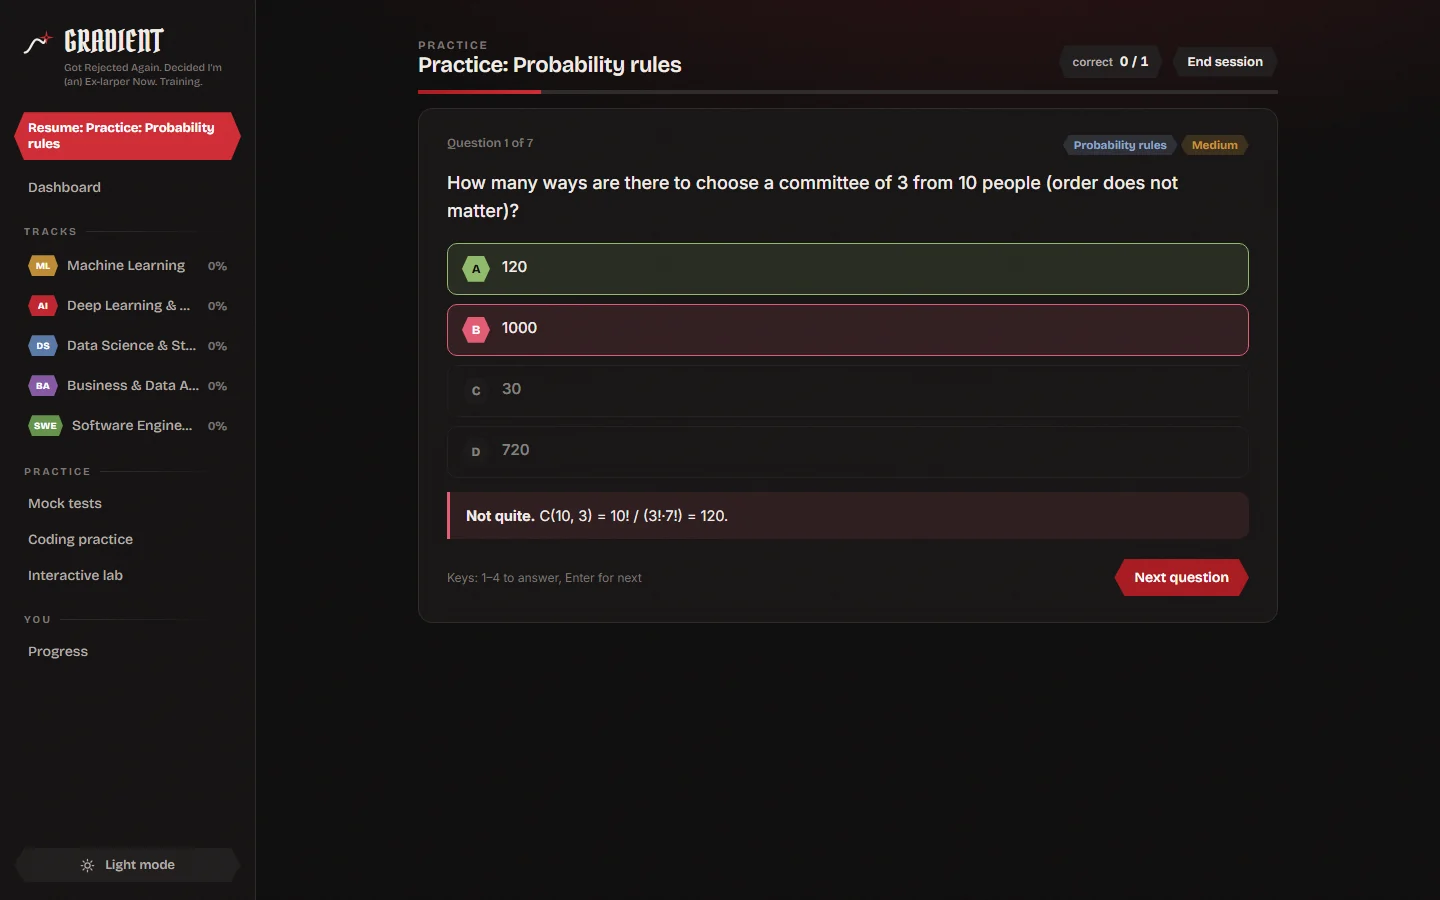 GRADIENT
Got Rejected Again. Decided I'm
(an) Ex-larper Now. Training.
Resume: Practice: Probability
rules
Dashboard
TRACKS
ML Machine Learning 0%
AI Deep Learning & ... 0%
DS Data Science & St... 0%
BA Business & Data A... 0%
SWE Software Engine... 0%
PRACTICE
Mock tests
Coding practice
Interactive lab
YOU
Progress
Light mode
PRACTICE
Practice: Probability rules
correct 0 / 1
End session
Question 1 of 7
Probability rules
Medium
How many ways are there to choose a committee of 3 from 10 people (order does not
matter)?
A 120
B 1000
C 30
D 720
Not quite. C(10, 3) = 10! / (3!·7!) = 120.
Keys: 1–4 to answer, Enter for next
Next question